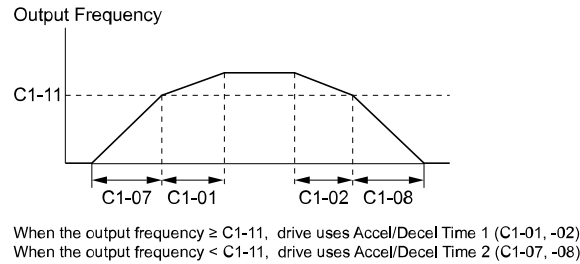 Output Frequency
C1-11
C1-07 C1-01 C1-02 C1-08
When the output frequency ≥ C1-11, drive uses Accel/Decel Time 1 (C1-01, -02)
When the output frequency < C1-11, drive uses Accel/Decel Time 2 (C1-07, -08)